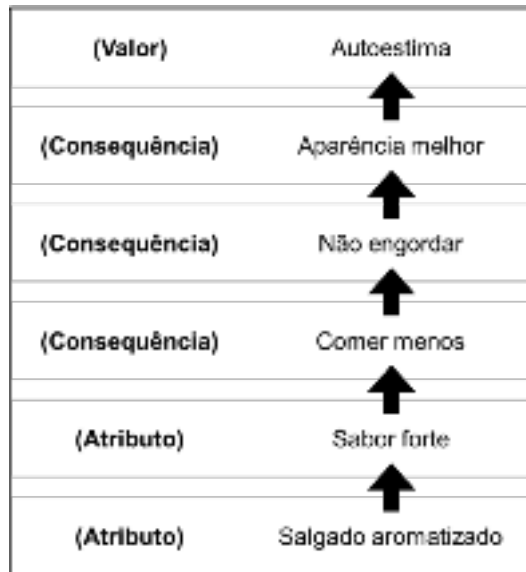 (Valor) Autoestima
(Consequência) Aparência melhor
(Consequência) Não engordar
(Consequência) Comer menos
(Atributo) Sabor forte
(Atributo) Salgado aromatizado